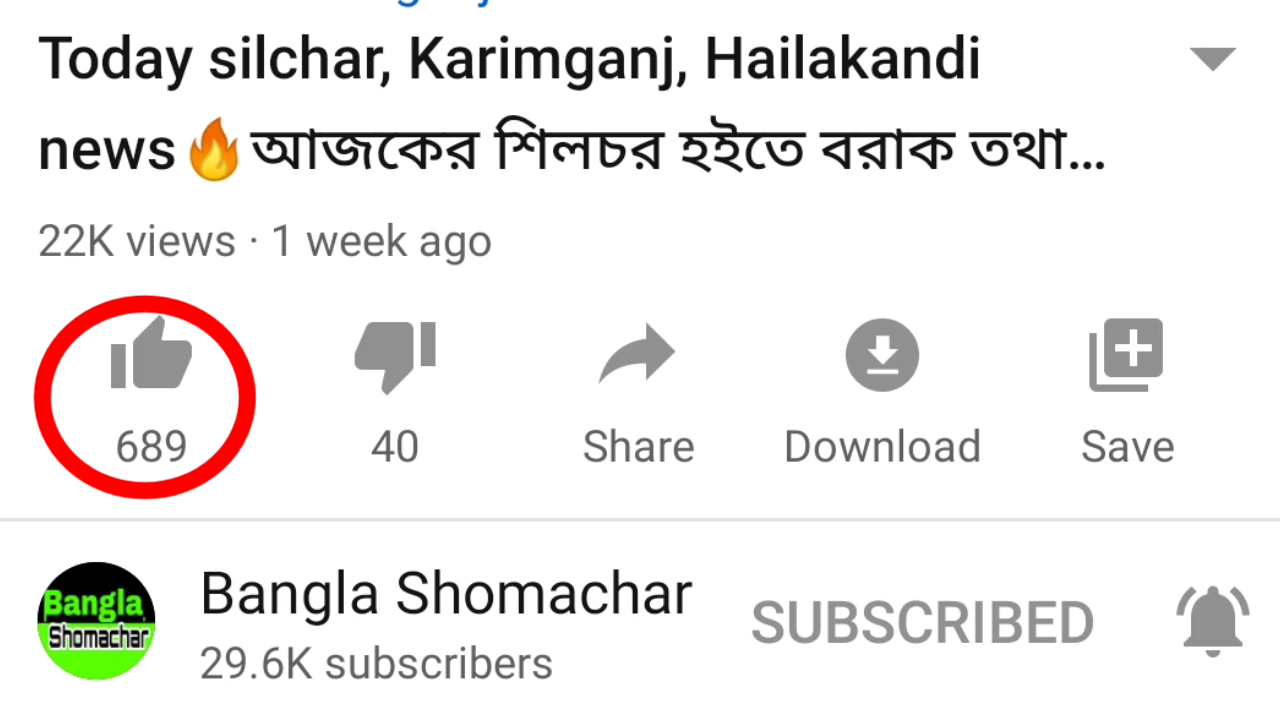 Today silchar, Karimganj, Hailakandi
news🔥আজকের শিলচর হইতে বরাক তথা...
22K views · 1 week ago
689
40
Share
Download
Save
Bangla
Shomachar
Bangla Shomachar
29.6K subscribers
SUBSCRIBED